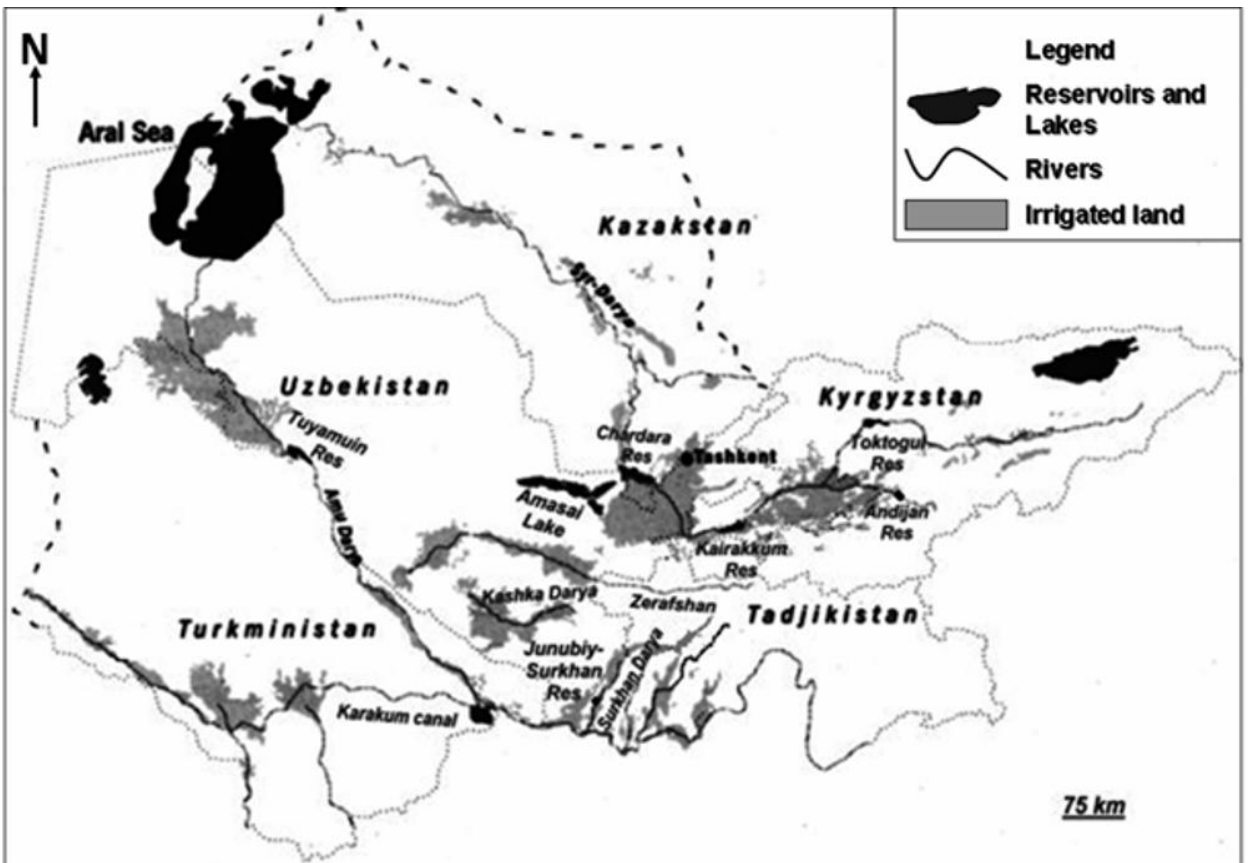 N
Legend
Reservoirs and
Lakes
Rivers
Irrigated land
Aral Sea
Kazakstan
Syr-Darya
Uzbekistan
Kyrgyzstan
Tuyamuin
Res
Chardara
Res
Tashkent
Toktogul
Res
Amasai
Lake
Amu Darya
Andijan
Res
Kairakkum
Res
Kashka Darya
Zerafshan
Turkministan
Tadjikistan
Junubiy-
Surkhan
Res
Surkhan Darya
Karakum canal
75 km